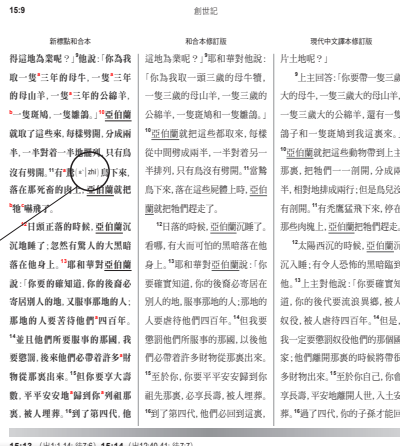 15:9
創世記
新標點和合本
得這地為業呢？」⁸他說：「你為我
取一隻ᵃ三年的母牛，一隻ᵃ三年
的母山羊，一隻ᵃ三年的公綿羊，
ᵇ一隻斑鳩，一隻雛鴿。」¹⁰亞伯蘭
就取了這些來，每樣劈開，分成兩
半，一半對着一半地擺列，只有鳥
沒有劈開。¹¹有 (zhì) 鳥下來，
落在那死畜的肉上，亞伯蘭就把
牠嚇飛了。
¹²日頭正落的時候，亞伯蘭沉
沉地睡了；忽然有驚人的大黑暗
落在他身上。¹³耶和華對亞伯蘭
說：「你要的確知道，你的後裔必
寄居別人的地，又服事那地的人；
那地的人要苦待他們ᵃ四百年。
¹⁴並且他們所要服事的那國，我
要懲罰，後來他們必帶着許多ᵃ財
物從那裏出來。¹⁵但你要享大壽
數，平平安安地ᵃ歸到你ᵃ列祖那
裏，被人埋葬。¹⁶到了第四代，他
和合本修訂版
這地為業呢？」⁹耶和華對他說：
「你為我取一頭三歲的母牛犢，
一隻三歲的母山羊，一隻三歲的
公綿羊，一隻斑鳩和一隻雛鴿。」
¹⁰亞伯蘭就把這些都取來，每樣
從中間劈成兩半，一半對着另一
半排列，只有鳥沒有劈開。¹¹當鷙
鳥下來，落在這些屍體上時，亞伯
蘭就把牠們趕走了。
¹²日落的時候，亞伯蘭沉睡了。
看哪，有大而可怕的黑暗落在他
身上。¹³耶和華對亞伯蘭說：「你
要確實知道，你的後裔必寄居在
別人的地，服事那地的人；那地的
人要虐待他們四百年。¹⁴但我要
懲罰他們所服事的那國，以後他
們必帶着許多財物從那裏出來。
¹⁵至於你，你要平平安安歸到你
祖先那裏，必享長壽，被人埋葬。
¹⁶到了第四代，他們必回到這裏，
現代中文譯本修訂版
片土地呢？」
⁹上主回答：「你要帶一隻三歲
大的母牛，一隻三歲大的母山羊，
一隻三歲大的公綿羊，還有一隻
鴿子和一隻斑鳩到我這裏來。」
¹⁰亞伯蘭就把這些動物帶到上主
那裏，把牠們一一剖開，分成兩
半，相對地排成兩行；但是鳥兒沒
有剖開。¹¹有禿鷹猛飛下來，停在
那些肉塊上，亞伯蘭把牠們趕走。
¹²太陽西沉的時候，亞伯蘭沉
沉入睡；有令人恐怖的黑暗臨到
他。¹³上主對他說：「你要確實知
道，你的後代要流浪異鄉，被人
奴役，被人虐待四百年。¹⁴但是，
我一定要懲罰奴役他們的那個國
家；他們離開那裏的時候將帶很
多財物出來。¹⁵至於你自己，你會
享長壽，平安地離開人世，入土安
葬。¹⁶過了四代，你的子孫才能回